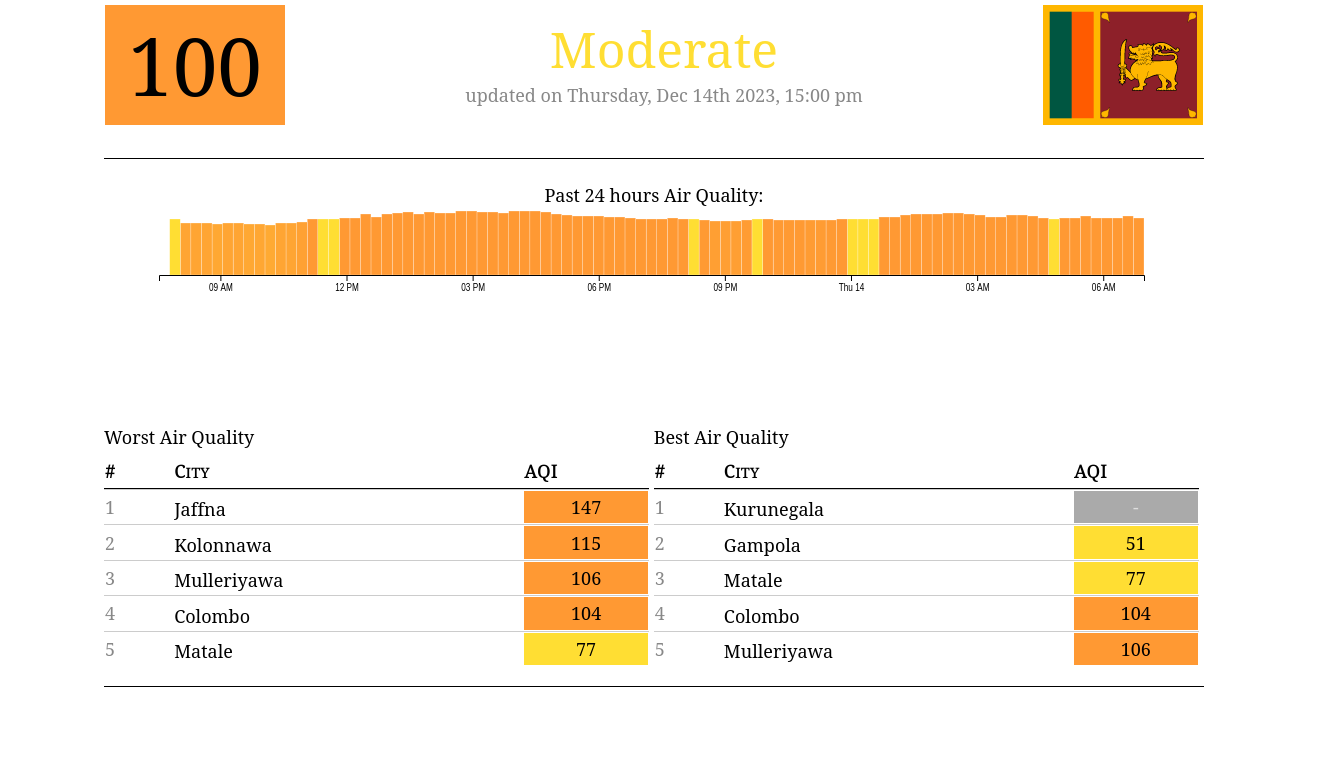 100
Moderate
updated on Thursday, Dec 14th 2023, 15:00 pm
Past 24 hours Air Quality:
09 AM 12 PM 03 PM 06 PM 09 PM Thu 14 03 AM 06 AM
Worst Air Quality
# City AQI
1 Jaffna 147
2 Kolonnawa 115
3 Mulleriyawa 106
4 Colombo 104
5 Matale 77
Best Air Quality
# City AQI
1 Kurunegala -
2 Gampola 51
3 Matale 77
4 Colombo 104
5 Mulleriyawa 106